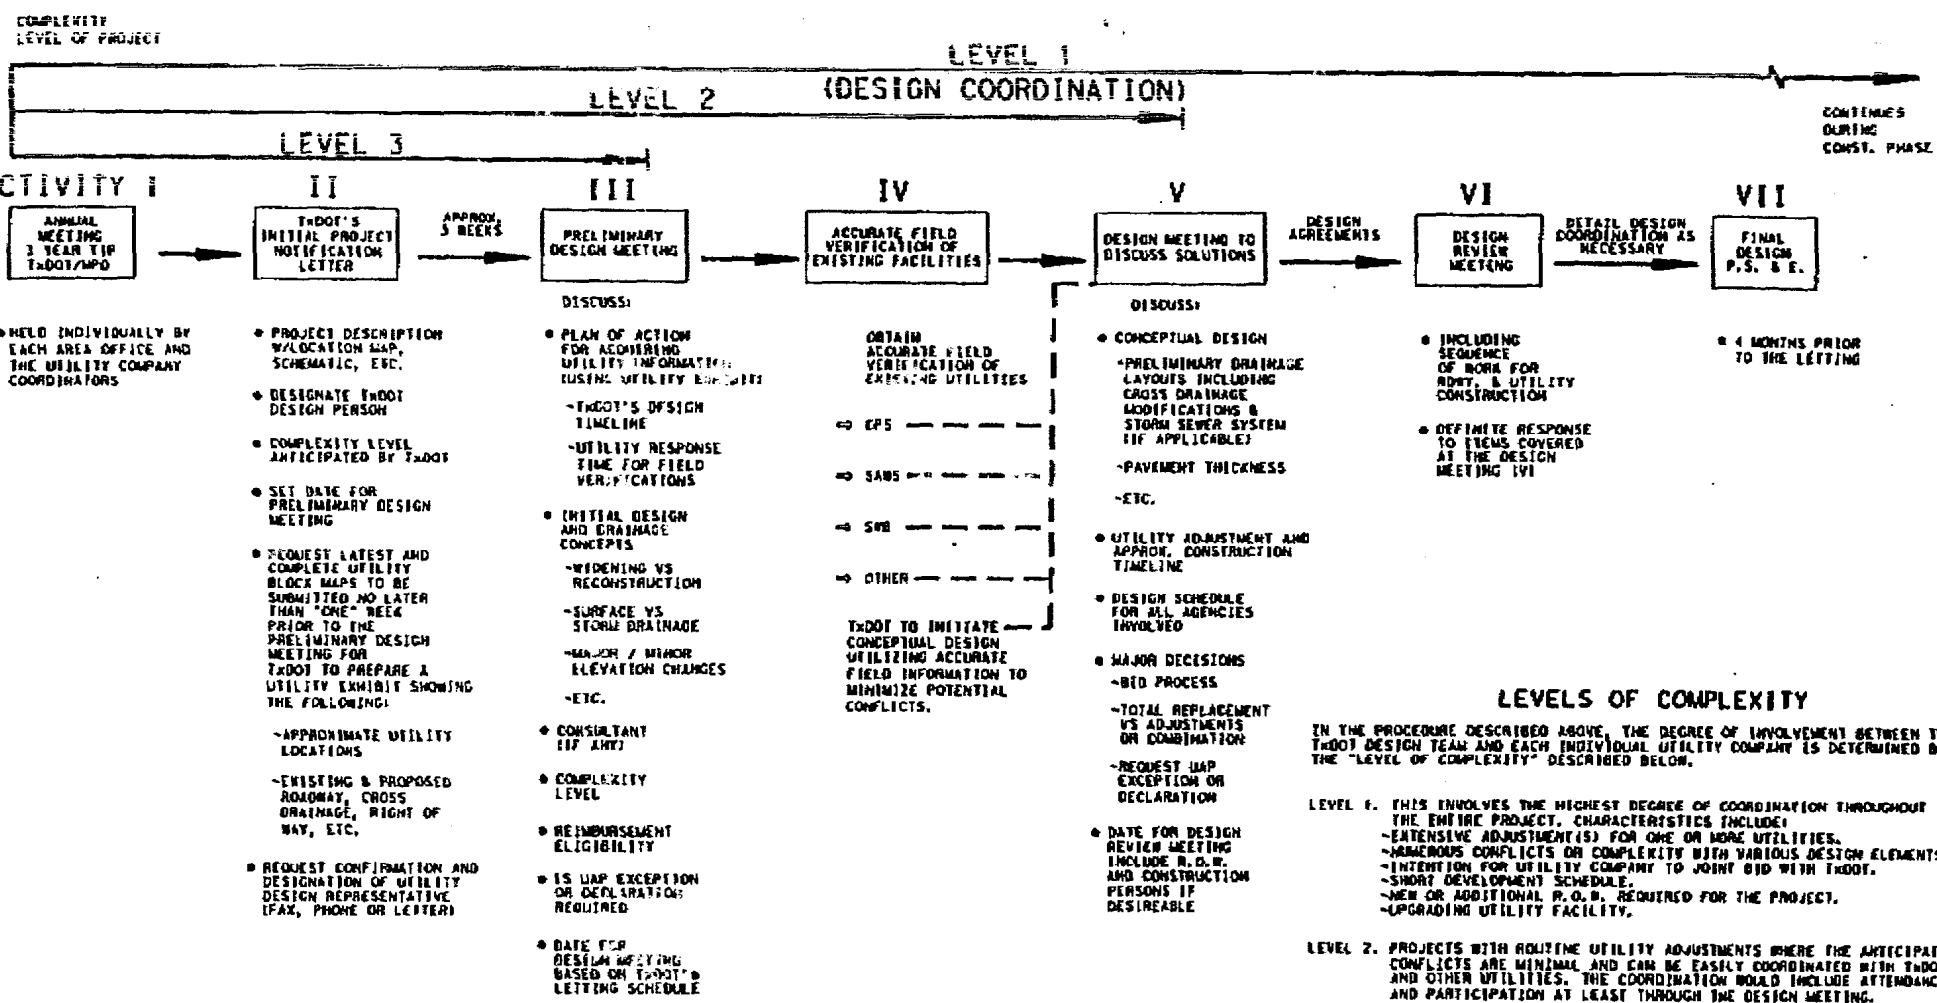 COMPLEXITY
LEVEL OF PROJECT
LEVEL 1
(DESIGN COORDINATION)
LEVEL 2
LEVEL 3
CONTINUES
DURING
CONST. PHASE
CTIVITY I
ANNUAL
MEETING
3 YEAR TIP
TxDOT/MPO
• HELD INDIVIDUALLY BY
EACH AREA OFFICE AND
THE UTILITY COMPANY
COORDINATORS
II
TxDOT'S
INITIAL PROJECT
NOTIFICATION
LETTER
• PROJECT DESCRIPTION
W/LOCATION MAP,
SCHEMATIC, ETC.
• DESIGNATE TxDOT
DESIGN PERSON
• COMPLEXITY LEVEL
ANTICIPATED BY TxDOT
• SET DATE FOR
PRELIMINARY DESIGN
MEETING
• REQUEST LATEST AND
COMPLETE UTILITY
BLOCK MAPS TO BE
SUBMITTED NO LATER
THAN "ONE" WEEK
PRIOR TO THE
PRELIMINARY DESIGN
MEETING FOR
TxDOT TO PREPARE A
UTILITY EXHIBIT SHOWING
THE FOLLOWING:
-APPROXIMATE UTILITY
LOCATIONS
-EXISTING & PROPOSED
ROADWAY, CROSS
DRAINAGE, RIGHT OF
WAY, ETC.
• REQUEST CONFIRMATION AND
DESIGNATION OF UTILITY
DESIGN REPRESENTATIVE
(FAX, PHONE OR LETTER)
APPROX.
WEEKS
III
PRELIMINARY
DESIGN MEETING
DISCUSS:
• PLAN OF ACTION
FOR ACQUIRING
UTILITY INFORMATION
(USING UTILITY EXHIBIT)
-TxDOT'S DESIGN
TIMELINE
-UTILITY RESPONSE
TIME FOR FIELD
VERIFICATIONS
• INITIAL DESIGN
AND DRAINAGE
CONCEPTS
-WIDENING VS
RECONSTRUCTION
-SURFACE VS
STORM DRAINAGE
-MAJOR / MINOR
ELEVATION CHANGES
-ETC.
• CONSULTANT
(IF ANY)
• COMPLEXITY
LEVEL
• REIMBURSEMENT
ELIGIBILITY
• IS UAP EXCEPTION
OR DECLARATION
REQUIRED
• DATE FOR
DESIGN MEETING
BASED ON TxDOT'S
LETTING SCHEDULE
IV
ACCURATE FIELD
VERIFICATION OF
EXISTING FACILITIES
OBTAIN
ACCURATE FIELD
VERIFICATION OF
EXISTING UTILITIES
⇨ CPS
⇨ SAWS
⇨ SWB
⇨ OTHER
TxDOT TO INITIATE
CONCEPTUAL DESIGN
UTILIZING ACCURATE
FIELD INFORMATION TO
MINIMIZE POTENTIAL
CONFLICTS.
V
DESIGN MEETING TO
DISCUSS SOLUTIONS
DISCUSS:
• CONCEPTUAL DESIGN
-PRELIMINARY DRAINAGE
LAYOUTS INCLUDING
CROSS DRAINAGE
MODIFICATIONS &
STORM SEWER SYSTEM
(IF APPLICABLE)
-PAVEMENT THICKNESS
-ETC.
• UTILITY ADJUSTMENT AND
APPROX. CONSTRUCTION
TIMELINE
• DESIGN SCHEDULE
FOR ALL AGENCIES
INVOLVED
• MAJOR DECISIONS
-BID PROCESS
-TOTAL REPLACEMENT
VS ADJUSTMENTS
OR COMBINATION
-REQUEST UAP
EXCEPTION OR
DECLARATION
• DATE FOR DESIGN
REVIEW MEETING
INCLUDE R.O.W.
AND CONSTRUCTION
PERSONS IF
DESIREABLE
DESIGN
AGREEMENTS
VI
DESIGN
REVIEW
MEETING
• INCLUDING
SEQUENCE
OF WORK FOR
RDWY. & UTILITY
CONSTRUCTION
• DEFINITE RESPONSE
TO ITEMS COVERED
AT THE DESIGN
MEETING (V)
DETAIL DESIGN
COORDINATION AS
NECESSARY
VII
FINAL
DESIGN
P.S. & E.
• 4 MONTHS PRIOR
TO THE LETTING
LEVELS OF COMPLEXITY
IN THE PROCEDURE DESCRIBED ABOVE, THE DEGREE OF INVOLVEMENT BETWEEN T
TxDOT DESIGN TEAM AND EACH INDIVIDUAL UTILITY COMPANY IS DETERMINED B
THE "LEVEL OF COMPLEXITY" DESCRIBED BELOW.
LEVEL 1. THIS INVOLVES THE HIGHEST DEGREE OF COORDINATION THROUGHOUT
THE ENTIRE PROJECT. CHARACTERISTICS INCLUDE:
-EXTENSIVE ADJUSTMENT(S) FOR ONE OR MORE UTILITIES.
-NUMEROUS CONFLICTS OR COMPLEXITY WITH VARIOUS DESIGN ELEMENTS
-INTENTION FOR UTILITY COMPANY TO JOINT BID WITH TxDOT.
-SHORT DEVELOPMENT SCHEDULE.
-NEW OR ADDITIONAL R.O.W. REQUIRED FOR THE PROJECT.
-UPGRADING UTILITY FACILITY.
LEVEL 2. PROJECTS WITH ROUTINE UTILITY ADJUSTMENTS WHERE THE ANTICIPAT
CONFLICTS ARE MINIMAL AND CAN BE EASILY COORDINATED WITH TxDO
AND OTHER UTILITIES. THE COORDINATION WOULD INCLUDE ATTENDANC
AND PARTICIPATION AT LEAST THROUGH THE DESIGN MEETING.